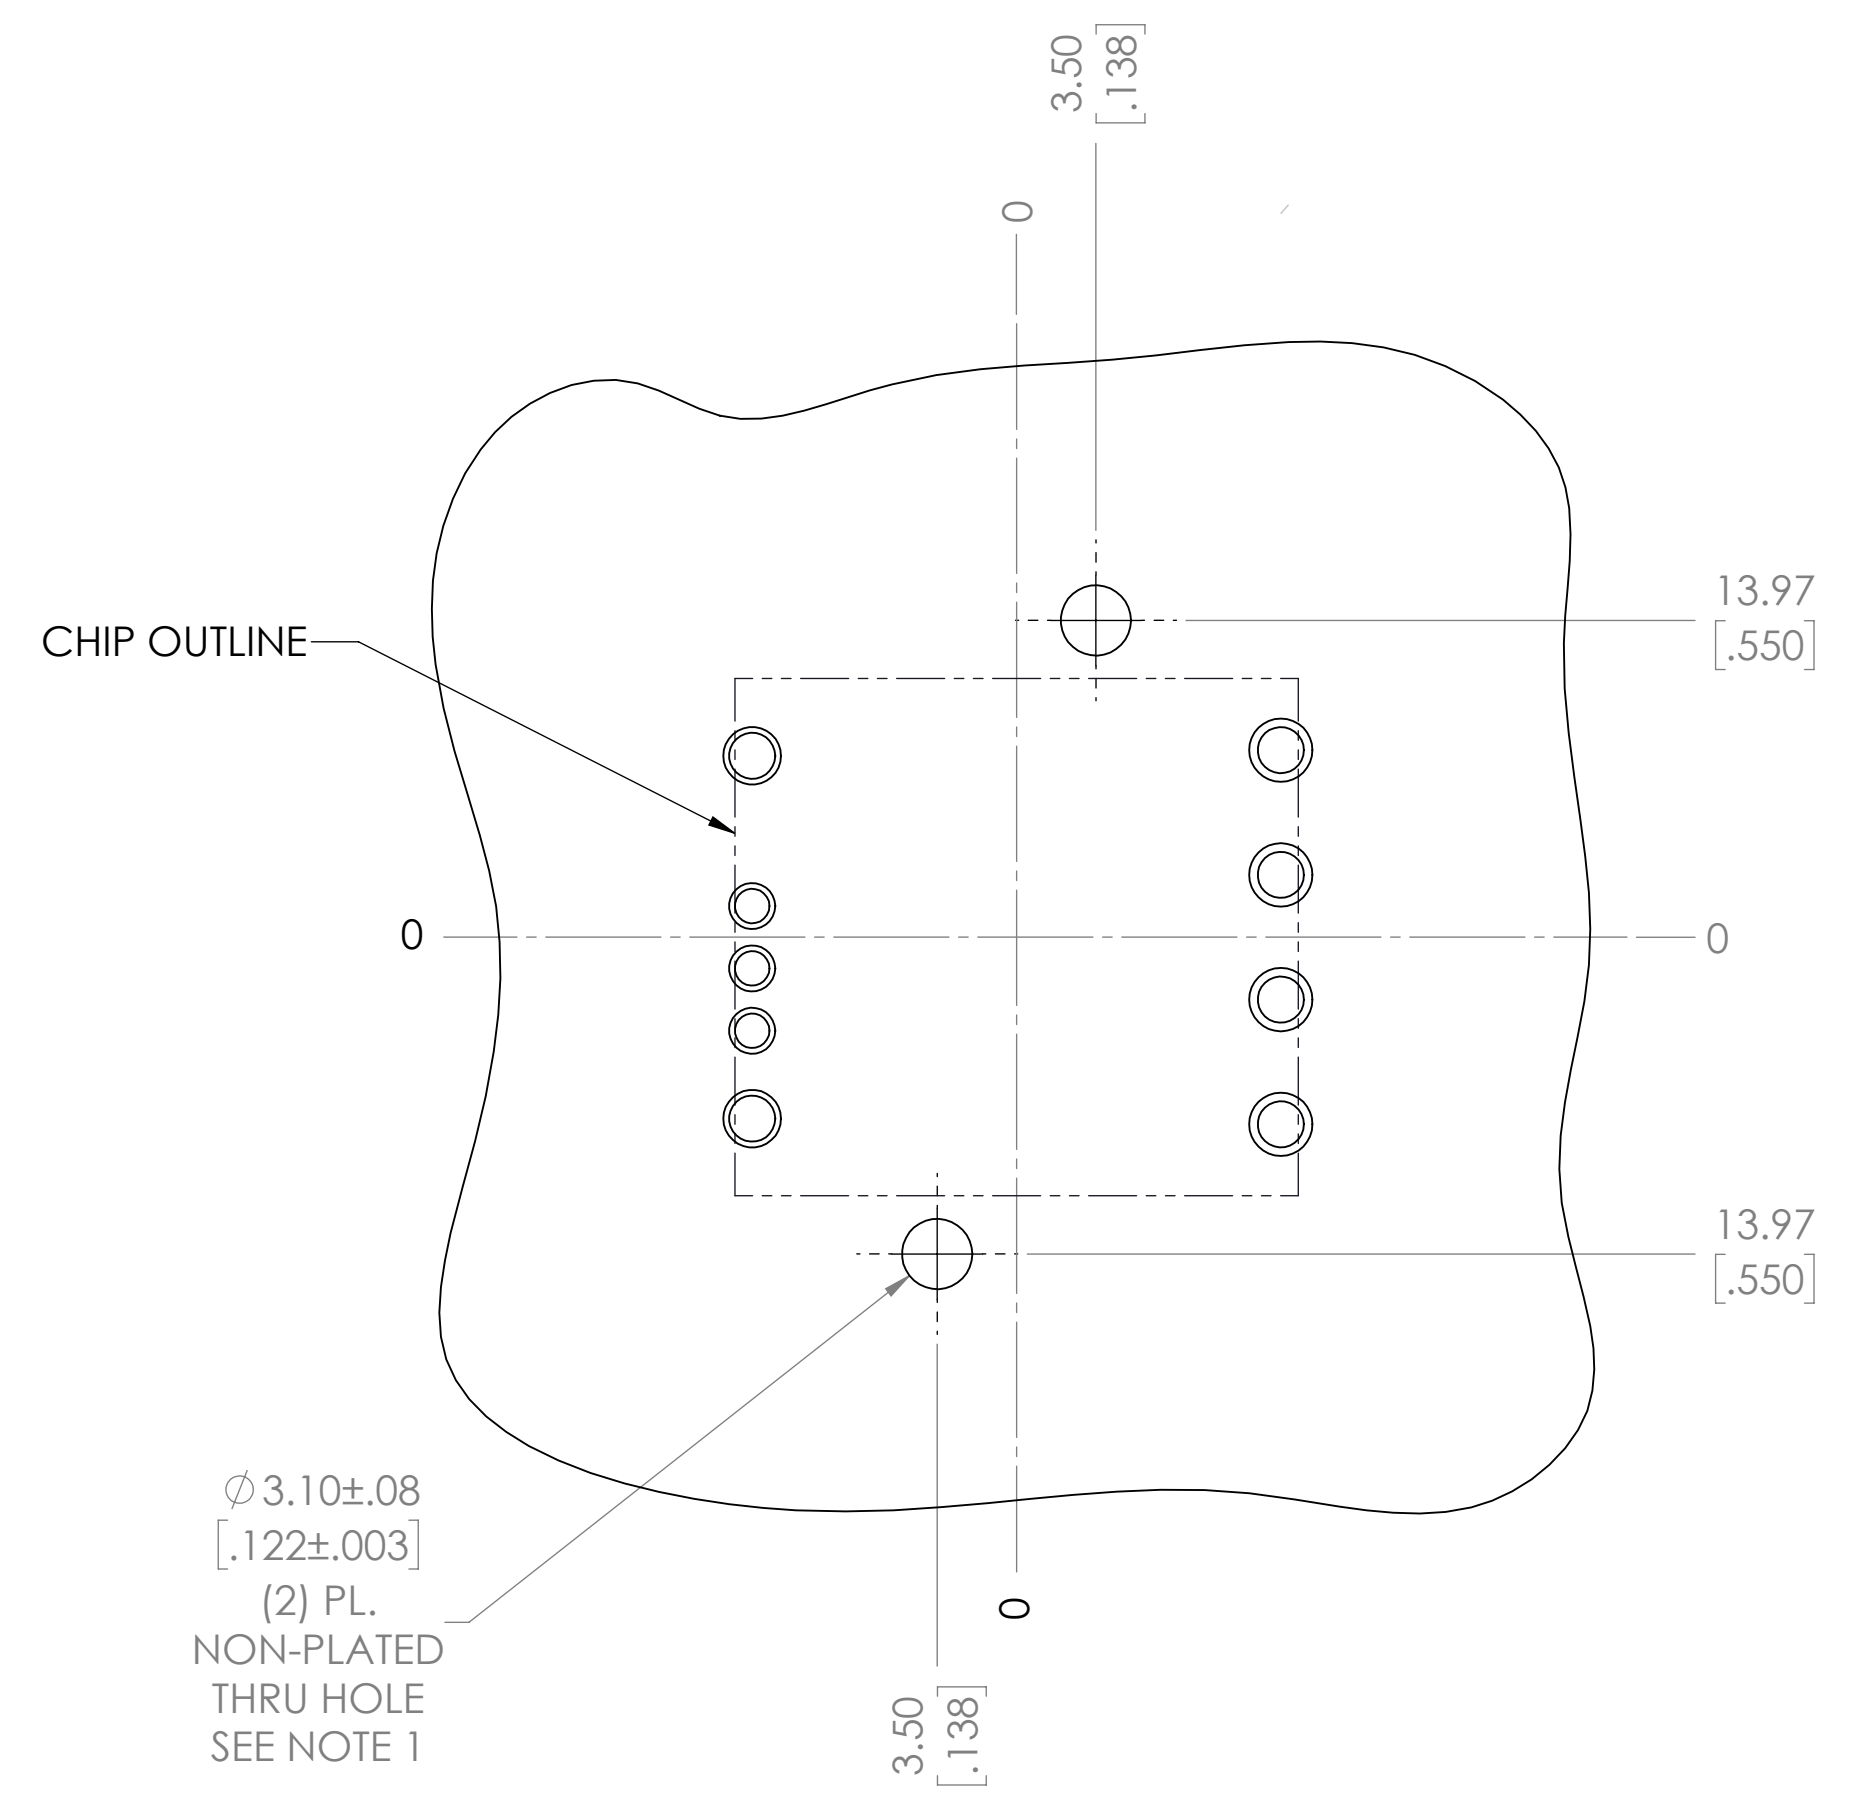 3.50
[.138]
0
13.97
[.550]
CHIP OUTLINE
0
0
13.97
[.550]
∅3.10±.08
[.122±.003]
(2) PL.
NON-PLATED
THRU HOLE
SEE NOTE 1
0
3.50
[.138]